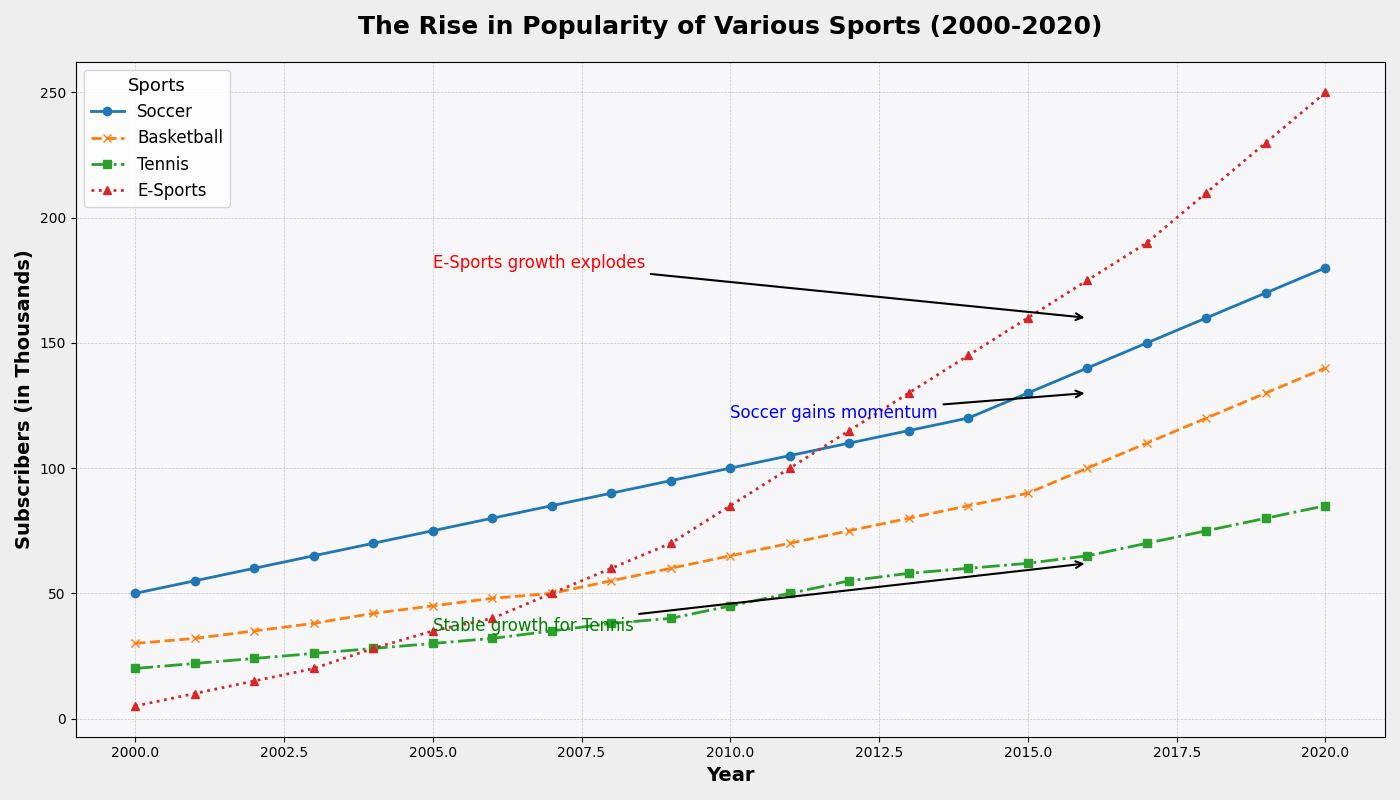 The Rise in Popularity of Various Sports (2000-2020)
Sports
Soccer
Basketball
Tennis
E-Sports
250
200
150
100
50
0
Subscribers (in Thousands)
E-Sports growth explodes
Soccer gains momentum
Stable growth for Tennis
2000.0 2002.5 2005.0 2007.5 2010.0 2012.5 2015.0 2017.5 2020.0
Year